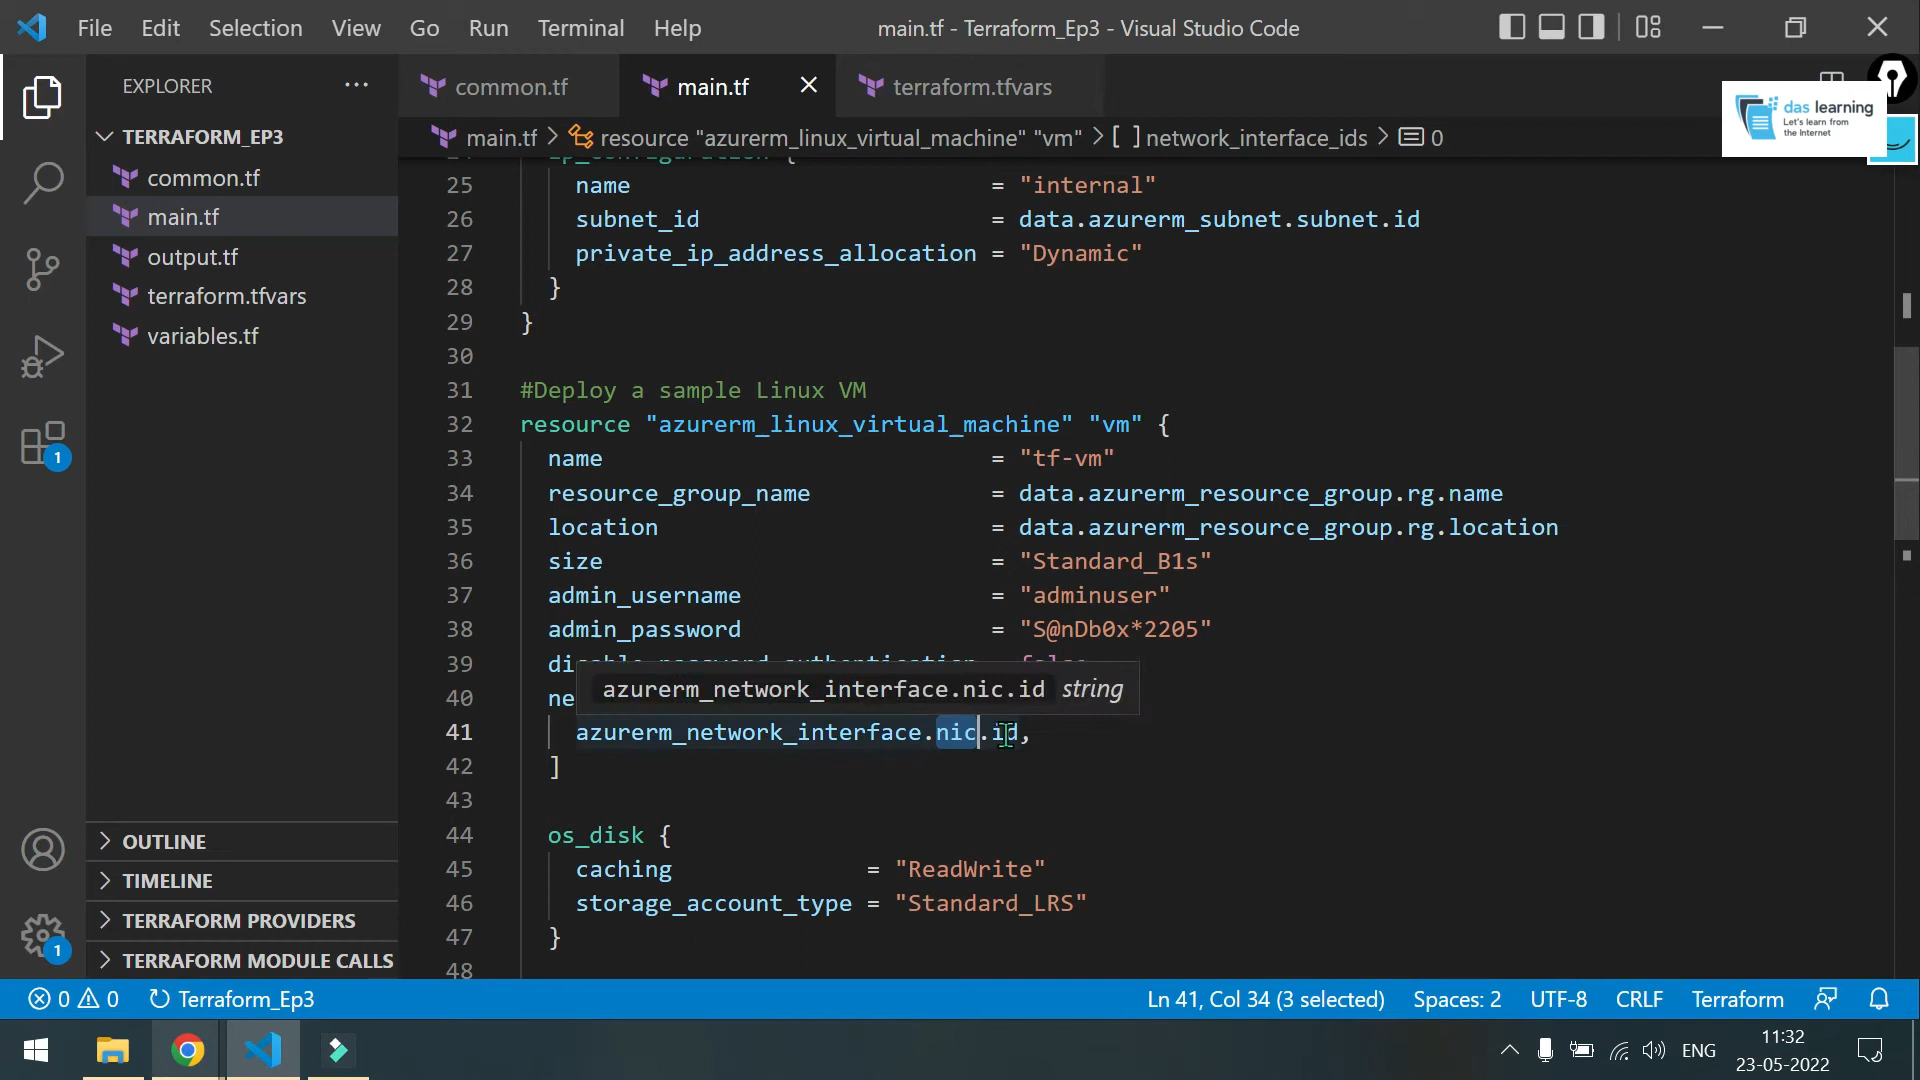 File Edit Selection View Go Run Terminal Help
main.tf - Terraform_Ep3 - Visual Studio Code
EXPLORER
TERRAFORM_EP3
common.tf
main.tf
output.tf
terraform.tfvars
variables.tf
OUTLINE
TIMELINE
TERRAFORM PROVIDERS
TERRAFORM MODULE CALLS
1
1
common.tf
main.tf
terraform.tfvars
das learning
Let's learn from
the Internet
main.tf > resource "azurerm_linux_virtual_machine" "vm" > [ ] network_interface_ids > 0
ip_configuration {
25 name = "internal"
26 subnet_id = data.azurerm_subnet.subnet.id
27 private_ip_address_allocation = "Dynamic"
28 }
29 }
30
31 #Deploy a sample Linux VM
32 resource "azurerm_linux_virtual_machine" "vm" {
33 name = "tf-vm"
34 resource_group_name = data.azurerm_resource_group.rg.name
35 location = data.azurerm_resource_group.rg.location
36 size = "Standard_B1s"
37 admin_username = "adminuser"
38 admin_password = "S@nDb0x*2205"
39 disable_password_authentication = false
40 ne
azurerm_network_interface.nic.id string
41 azurerm_network_interface.nic.id,
42 ]
43
44 os_disk {
45 caching = "ReadWrite"
46 storage_account_type = "Standard_LRS"
47 }
48
0 0 Terraform_Ep3
Ln 41, Col 34 (3 selected) Spaces: 2 UTF-8 CRLF Terraform
ENG
11:32
23-05-2022